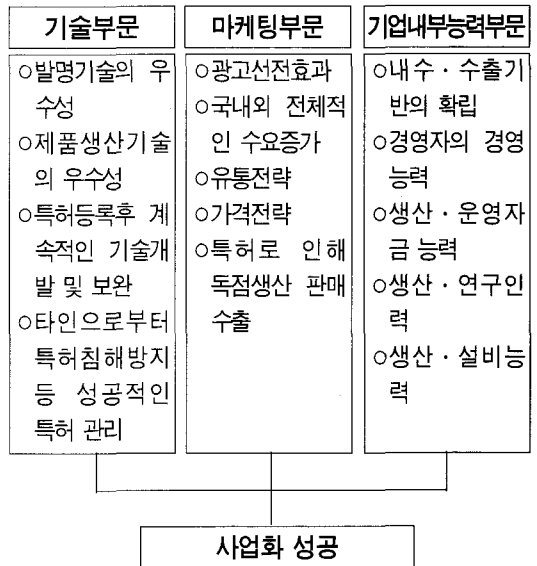 기술부문
○발명기술의 우
수성
○제품생산기술
의 우수성
○특허등록후 계
속적인 기술개
발 및 보완
○타인으로부터
특허침해방지
등 성공적인
특허 관리
마케팅부문
○광고선전효과
○국내외 전체적
인 수요증가
○유통전략
○가격전략
○특허로 인해
독점생산 판매
수출
기업내부능력부문
○내수·수출기
반의 확립
○경영자의 경영
능력
○생산·운영자
금 능력
○생산·연구인
력
○생산·설비능
력
사업화 성공